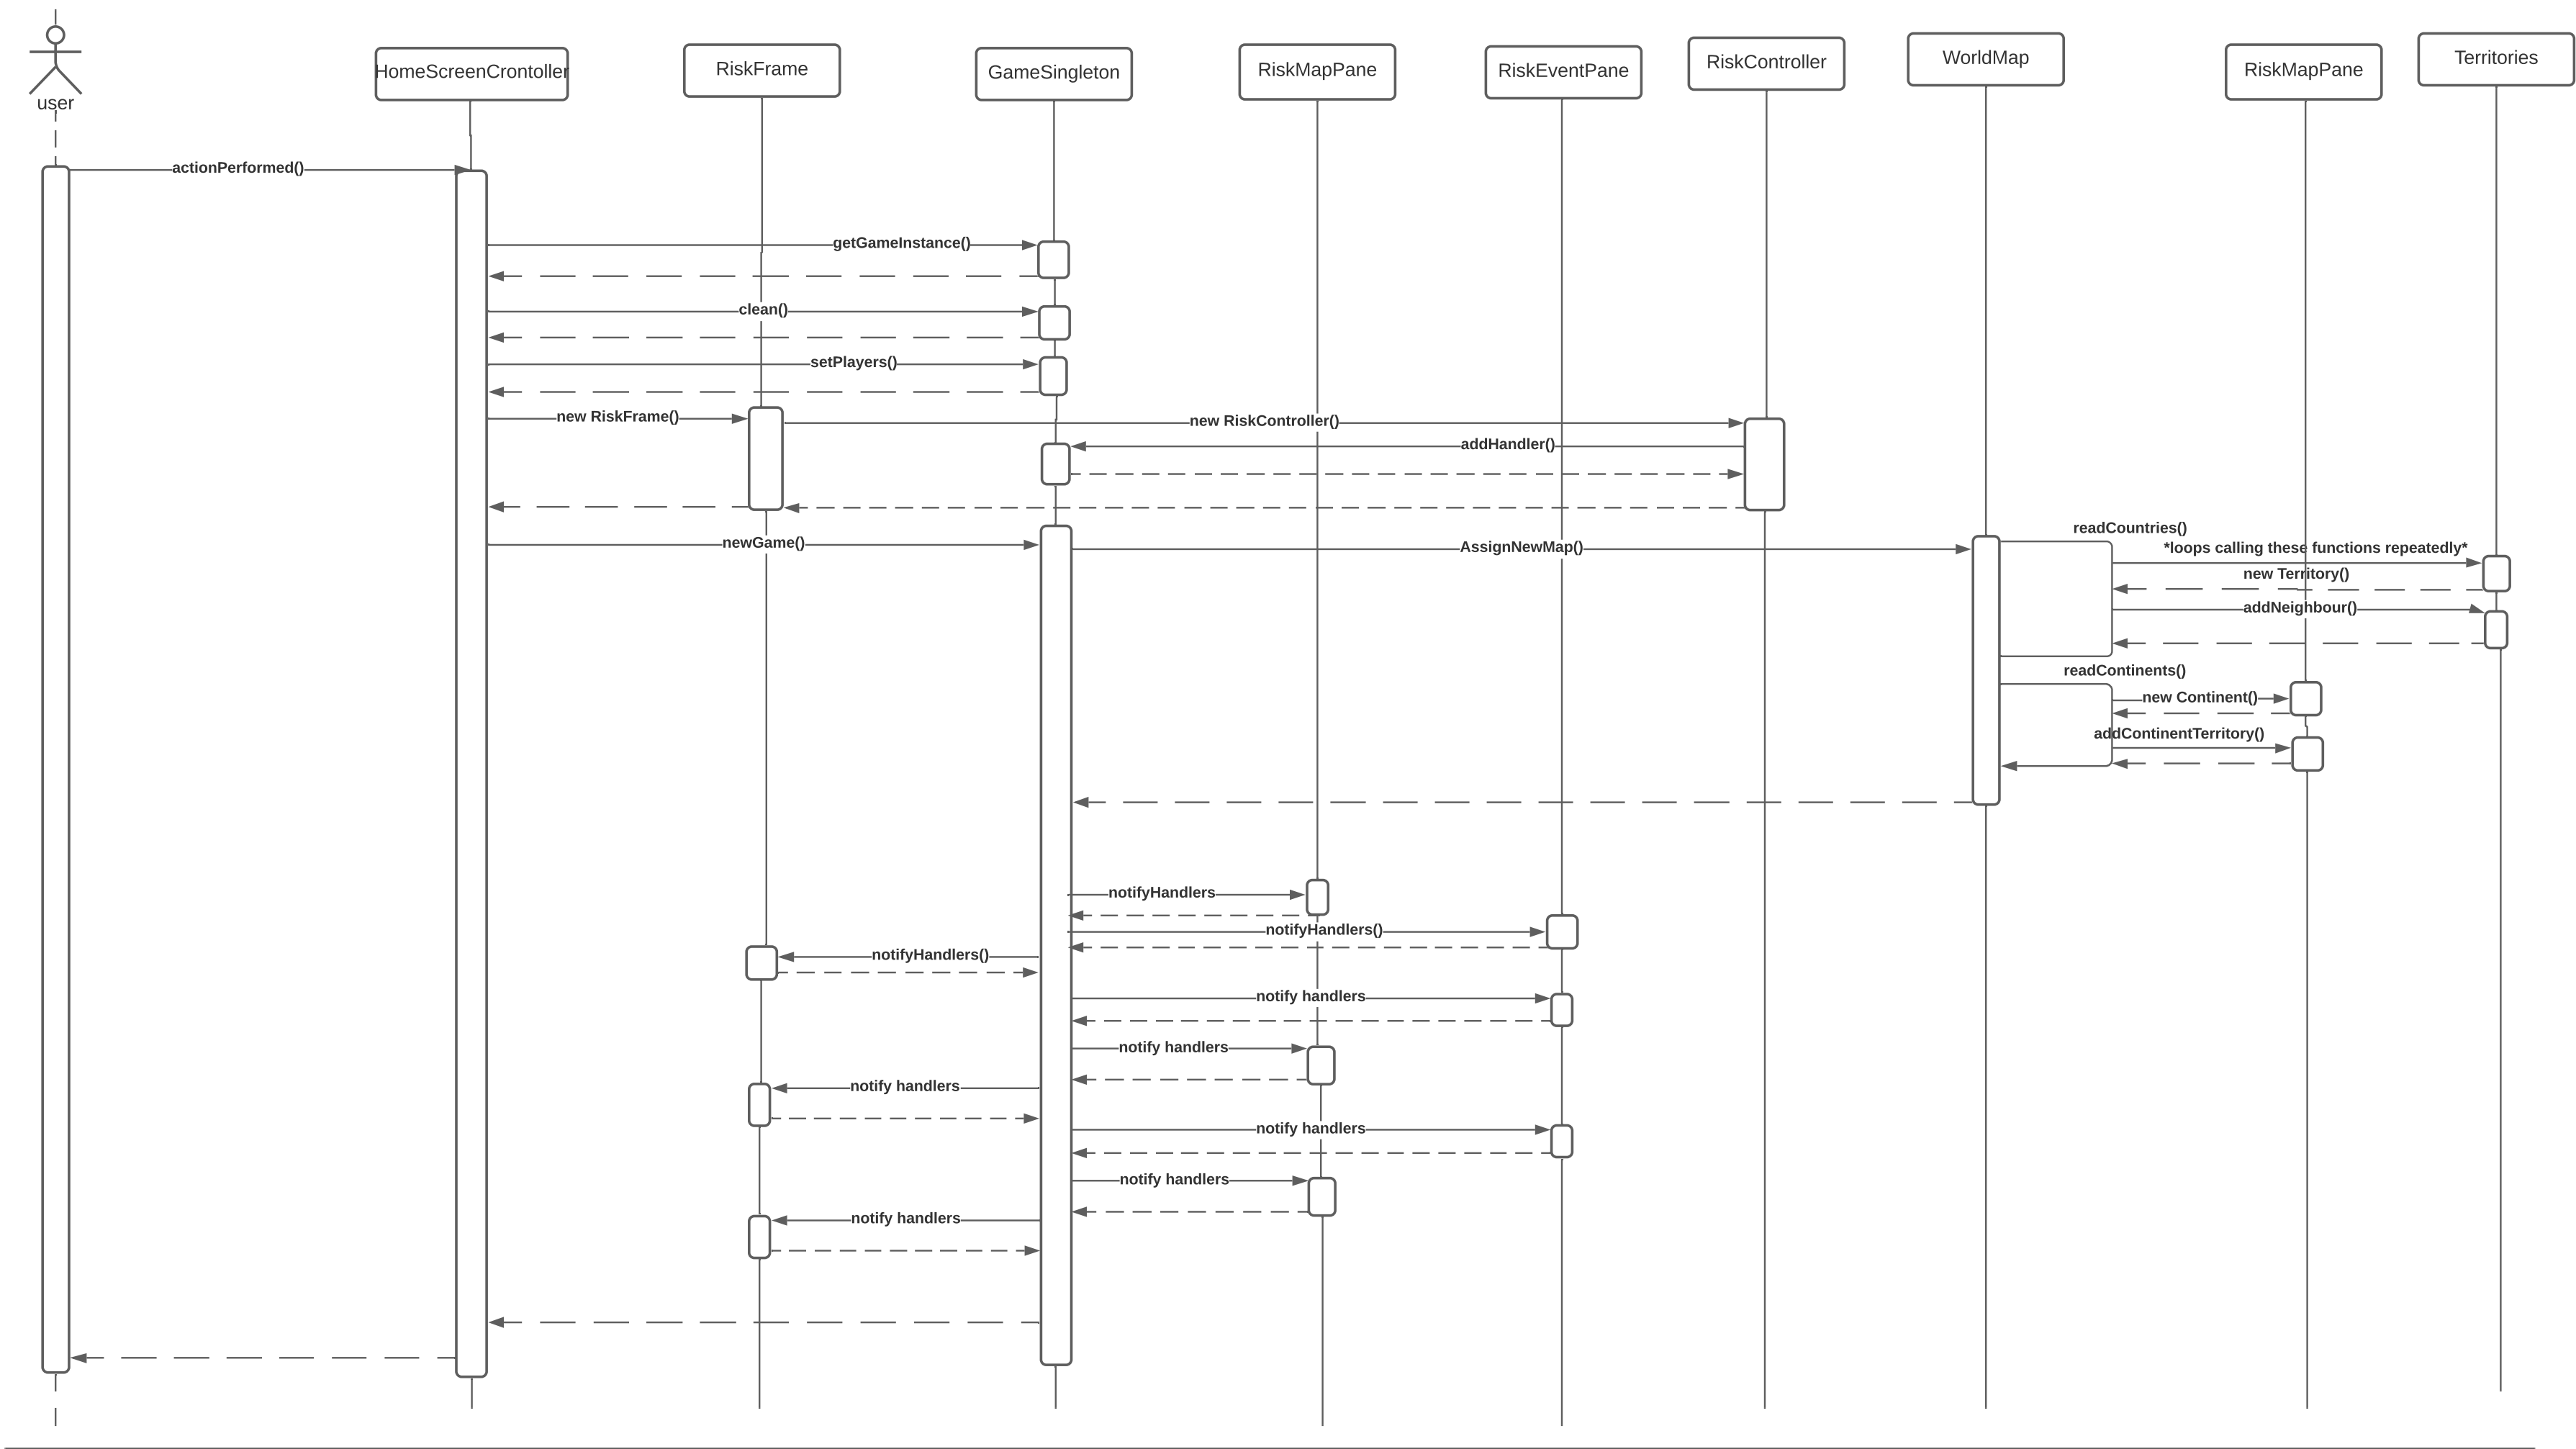 user
HomeScreenCrontoller
RiskFrame
GameSingleton
RiskMapPane
RiskEventPane
RiskController
WorldMap
RiskMapPane
Territories
actionPerformed()
getGameInstance()
clean()
setPlayers()
new RiskFrame()
new RiskController()
addHandler()
readCountries()
newGame()
AssignNewMap()
*loops calling these functions repeatedly*
new Territory()
addNeighbour()
readContinents()
new Continent()
addContinentTerritory()
notifyHandlers
notifyHandlers()
notifyHandlers()
notify handlers
notify handlers
notify handlers
notify handlers
notify handlers
notify handlers